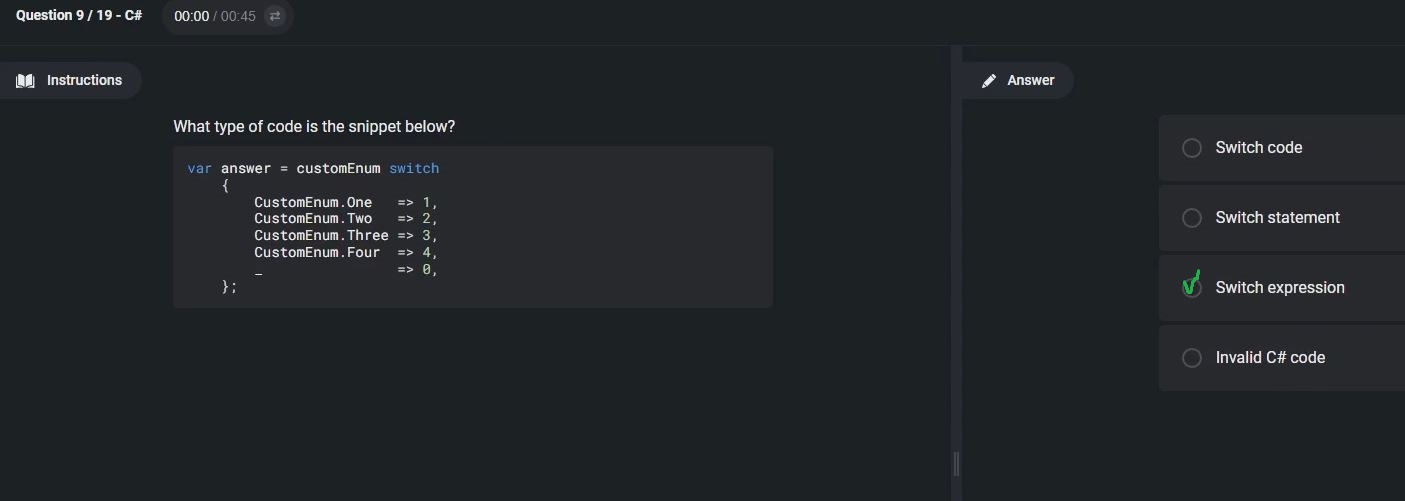 Question 9 / 19 - C# 00:00 / 00:45
Instructions
What type of code is the snippet below?
var answer = customEnum switch
{
CustomEnum.One => 1,
CustomEnum.Two => 2,
CustomEnum.Three => 3,
CustomEnum.Four => 4,
_ => 0,
};
Answer
Switch code
Switch statement
Switch expression
Invalid C# code